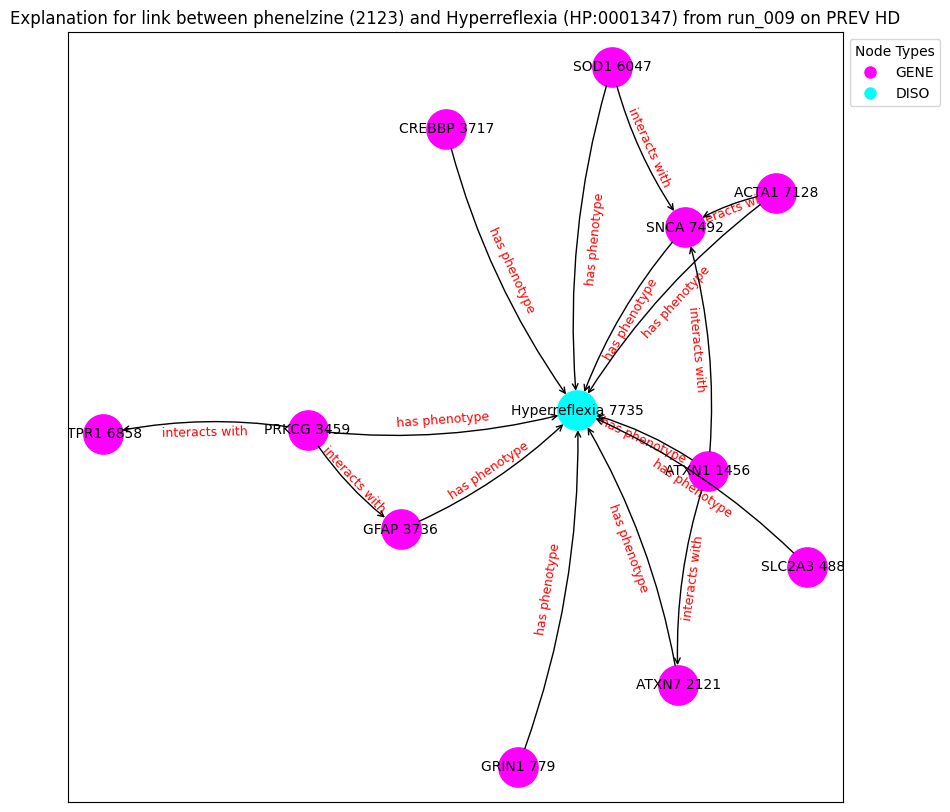 Explanation for link between phenelzine (2123) and Hyperreflexia (HP:0001347) from run_009 on PREV HD
Node Types
GENE
DISO
SOD1 6047
CREBBP 3717
interacts with
ACTA1 7128
has phenotype
SNCA 7492
has phenotype
has phenotype
has phenotype
interacts with
Hyperreflexia 7735
has phenotype
TPR1 6858
interacts with
PRKCG 3459
has phenotype
ATXN1 1456
interacts with
has phenotype
has phenotype
GFAP 3736
has phenotype
SLC2A3 488
has phenotype
interacts with
ATXN7 2121
GRIN1 779